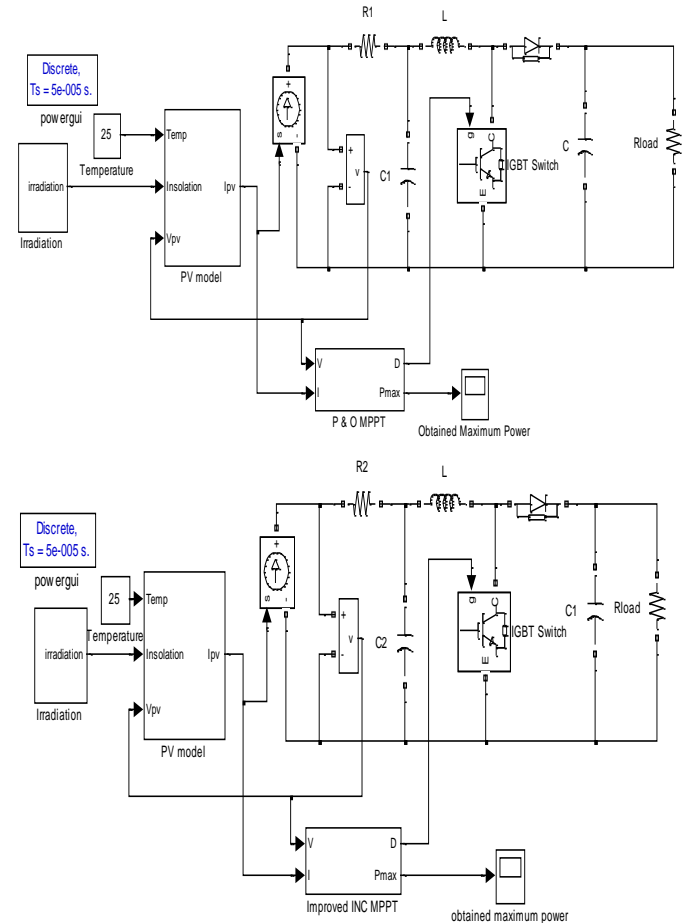 R1
L
Discrete,
Ts = 5e-005 s.
powergui
25
Temperature
irradiation
Irradiation
Temp
Insolation
Vpv
Ipv
PV model
+
s
-
+
v
-
C1
g
C
E
IGBT Switch
C
Rload
V
I
D
Pmax
P & O MPPT
Obtained Maximum Power
R2
L
Discrete,
Ts = 5e-005 s.
powergui
25
Temperature
irradiation
Irradiation
Temp
Insolation
Vpv
Ipv
PV model
+
s
-
+
v
-
C2
g
C
E
IGBT Switch
C1
Rload
V
I
D
Pmax
Improved INC MPPT
obtained maximum power